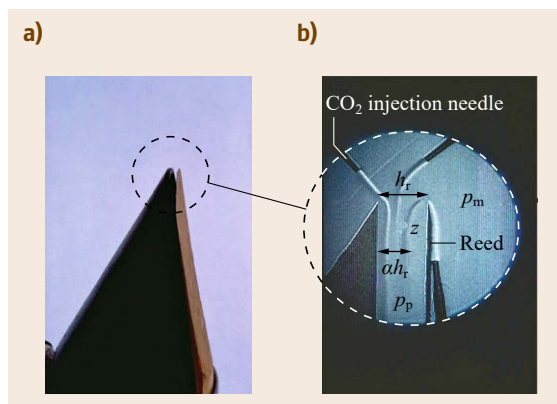 a)
b)
CO₂ injection needle
hᵣ
pₘ
z
Reed
αhᵣ
pₚ